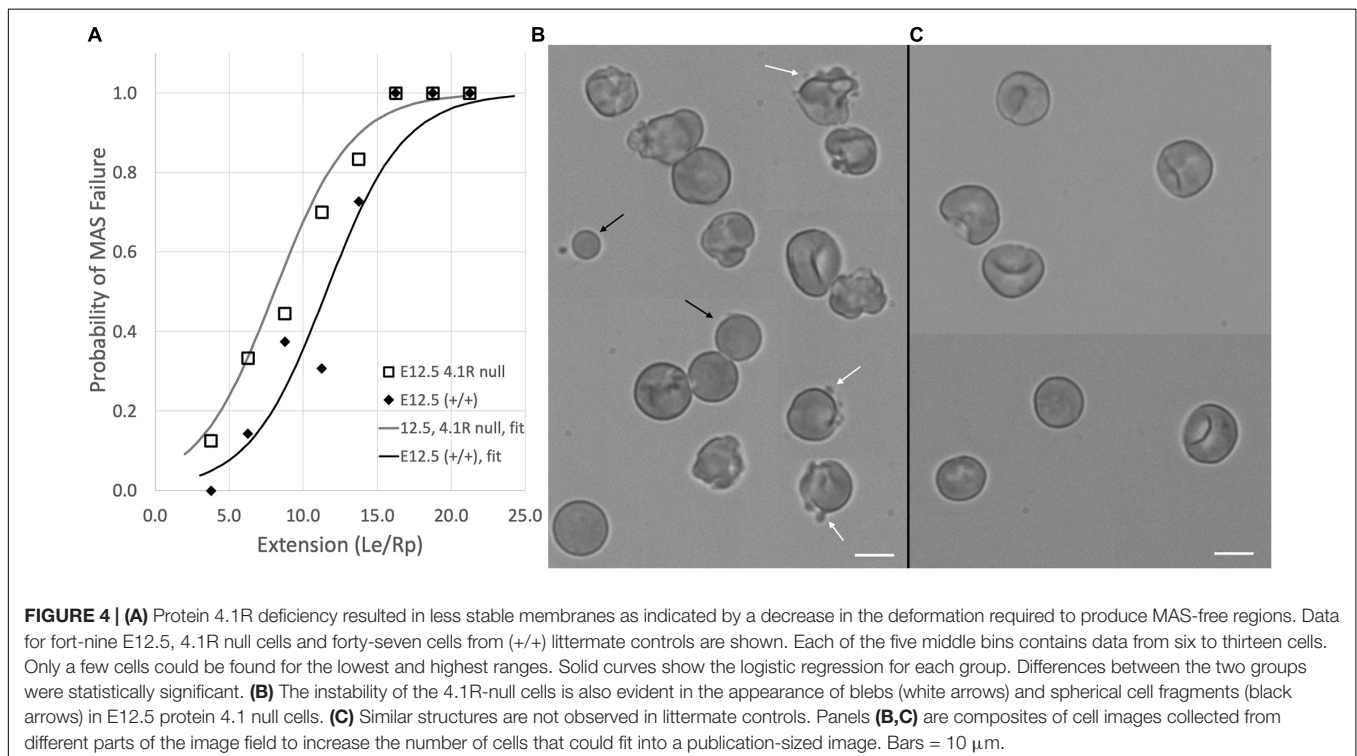 A
B
C
1.0
0.8
0.6
0.4
0.2
0.0
Probability of MAS Failure
E12.5 4.1R null
E12.5 (+/+)
12.5, 4.1R null, fit
E12.5 (+/+), fit
0.0 5.0 10.0 15.0 20.0 25.0
Extension (Le/Rp)
FIGURE 4 | (A) Protein 4.1R deficiency resulted in less stable membranes as indicated by a decrease in the deformation required to produce MAS-free regions. Data
for fort-nine E12.5, 4.1R null cells and forty-seven cells from (+/+) littermate controls are shown. Each of the five middle bins contains data from six to thirteen cells.
Only a few cells could be found for the lowest and highest ranges. Solid curves show the logistic regression for each group. Differences between the two groups
were statistically significant. (B) The instability of the 4.1R-null cells is also evident in the appearance of blebs (white arrows) and spherical cell fragments (black
arrows) in E12.5 protein 4.1 null cells. (C) Similar structures are not observed in littermate controls. Panels (B,C) are composites of cell images collected from
different parts of the image field to increase the number of cells that could fit into a publication-sized image. Bars = 10 μm.